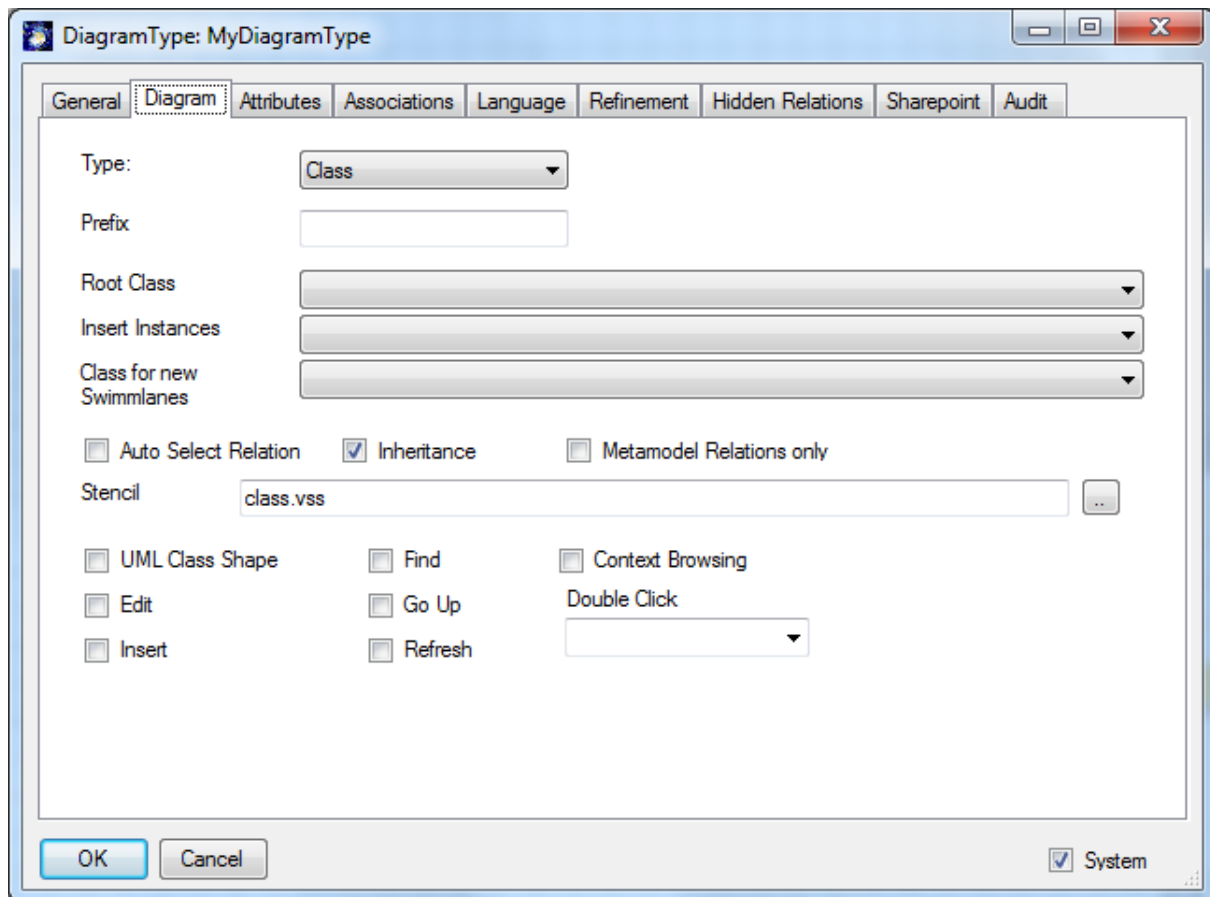 DiagramType: MyDiagramType
General Diagram Attributes Associations Language Refinement Hidden Relations Sharepoint Audit
Type: Class
Prefix
Root Class
Insert Instances
Class for new
Swimmlanes
Auto Select Relation Inheritance Metamodel Relations only
Stencil class.vss ..
UML Class Shape Find Context Browsing
Edit Go Up Double Click
Insert Refresh
OK Cancel System